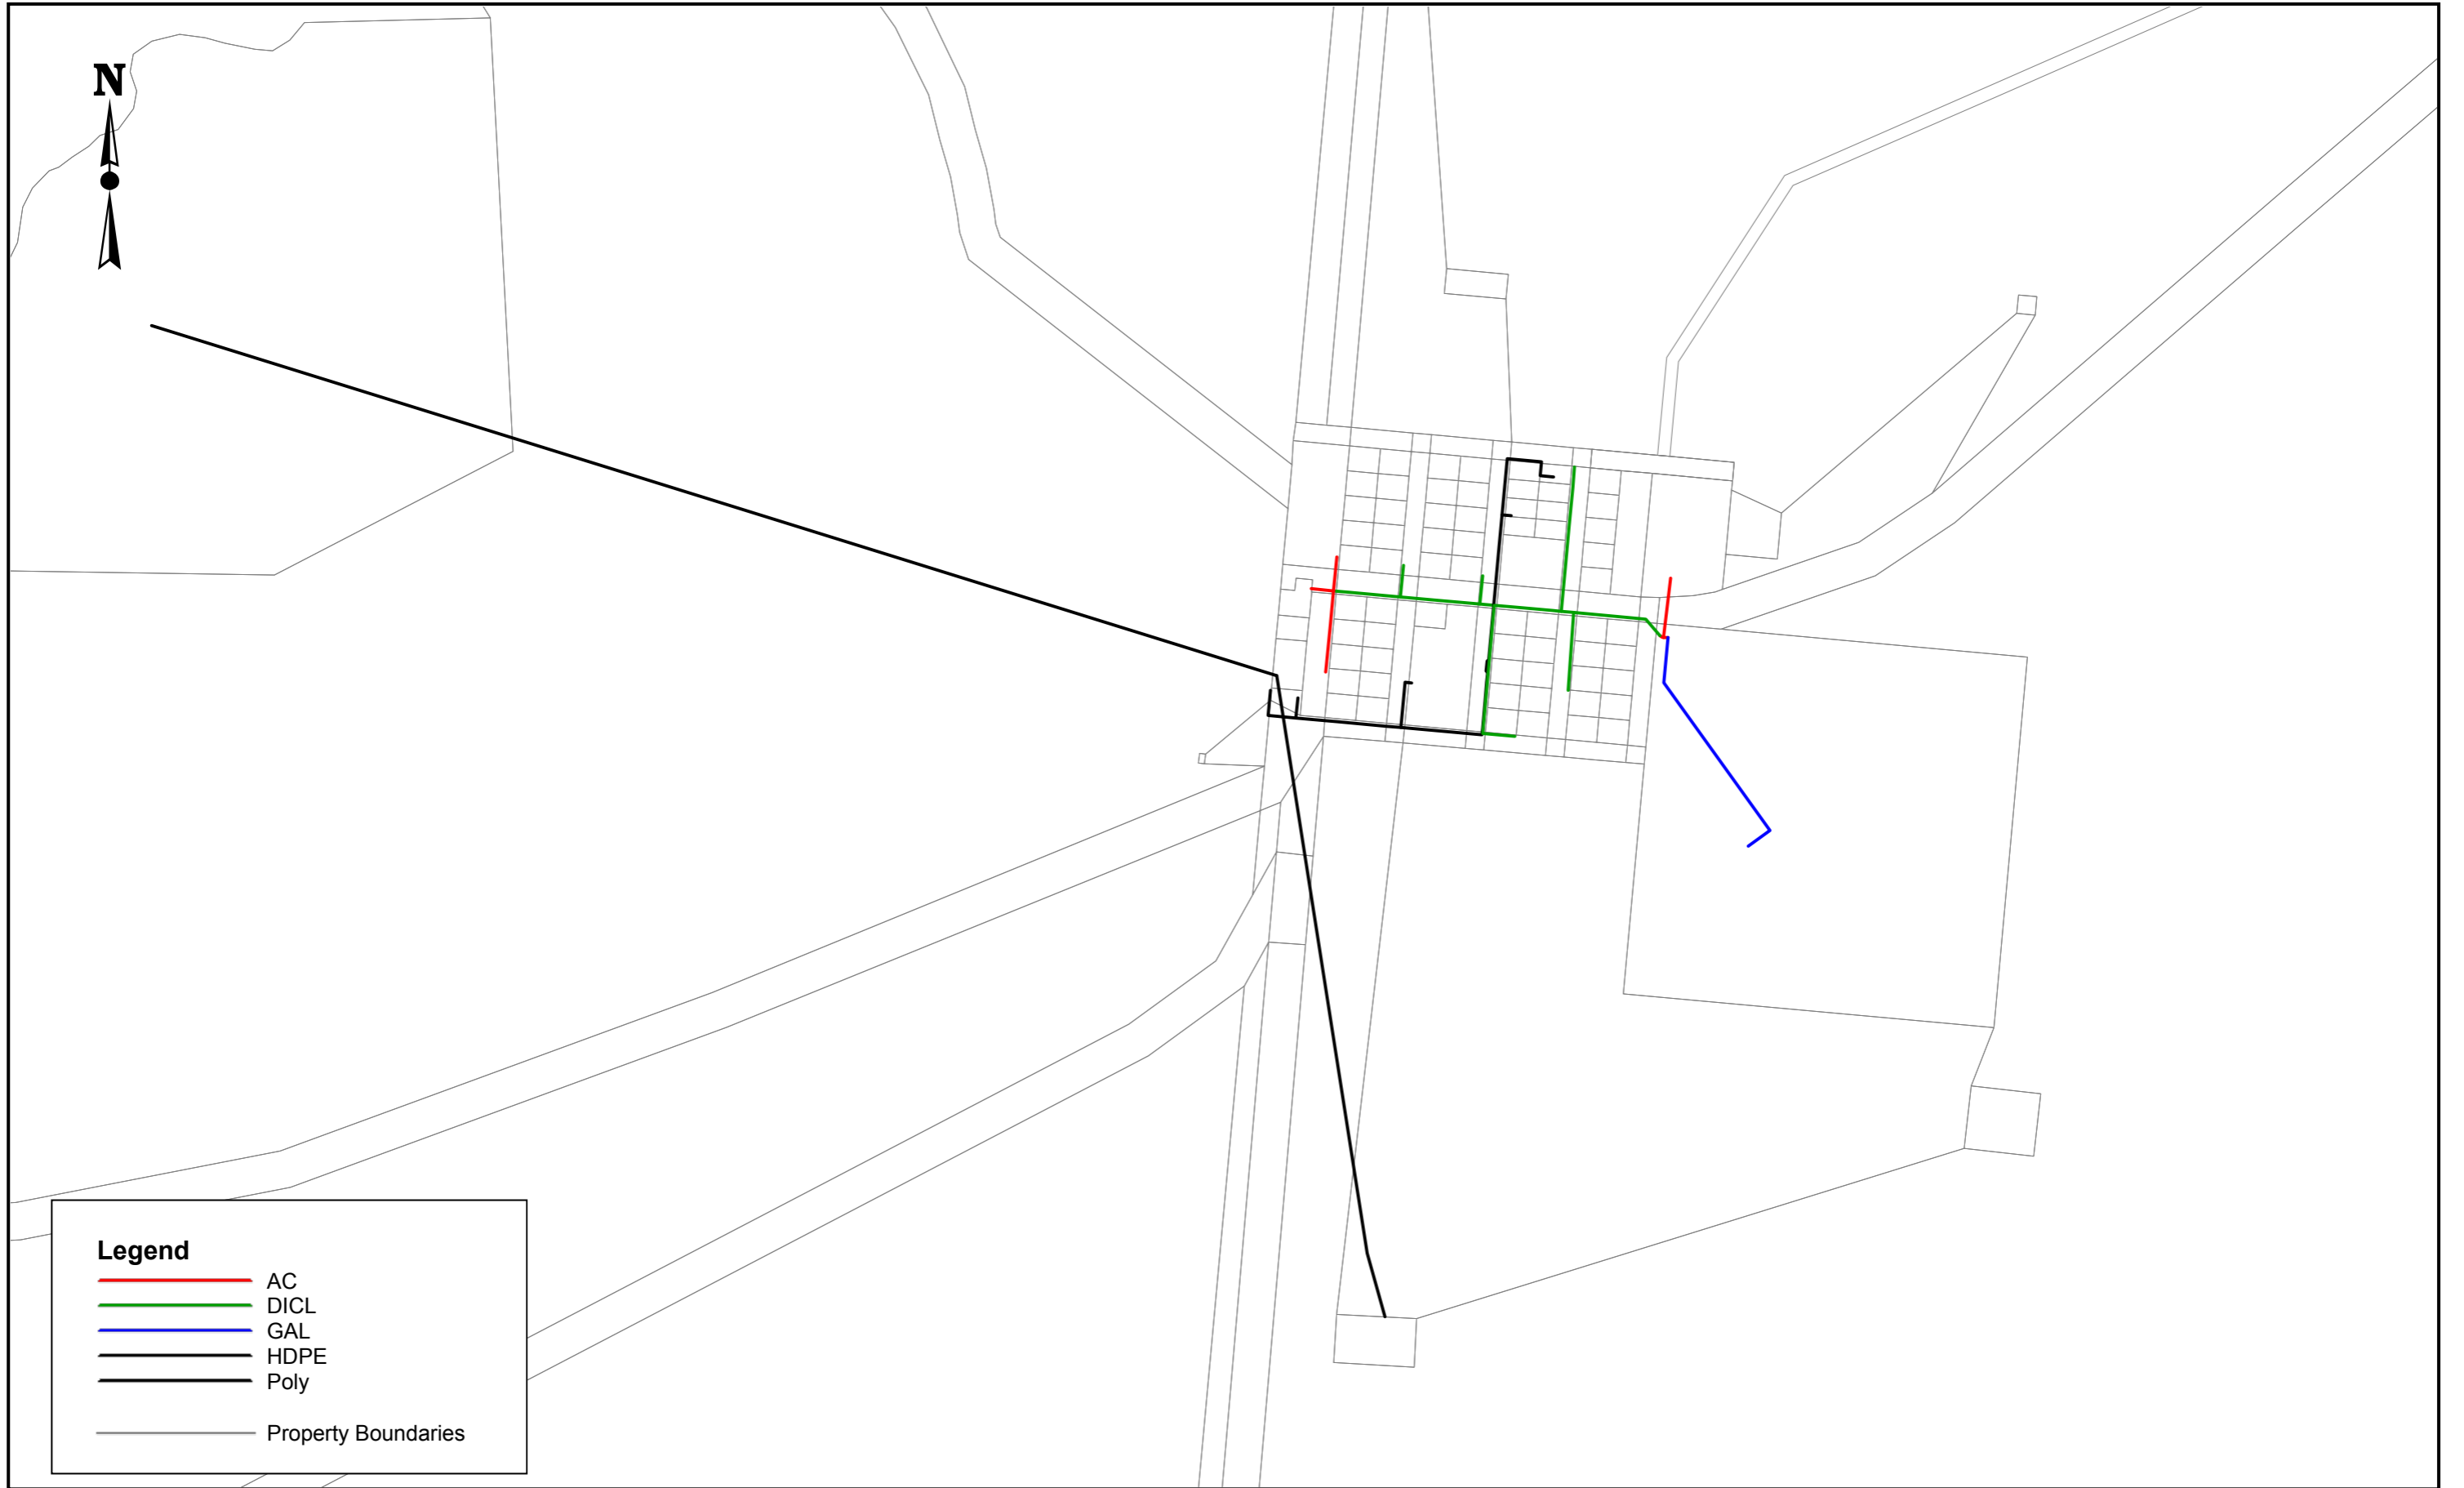 N
Legend
AC
DICL
GAL
HDPE
Poly
Property Boundaries